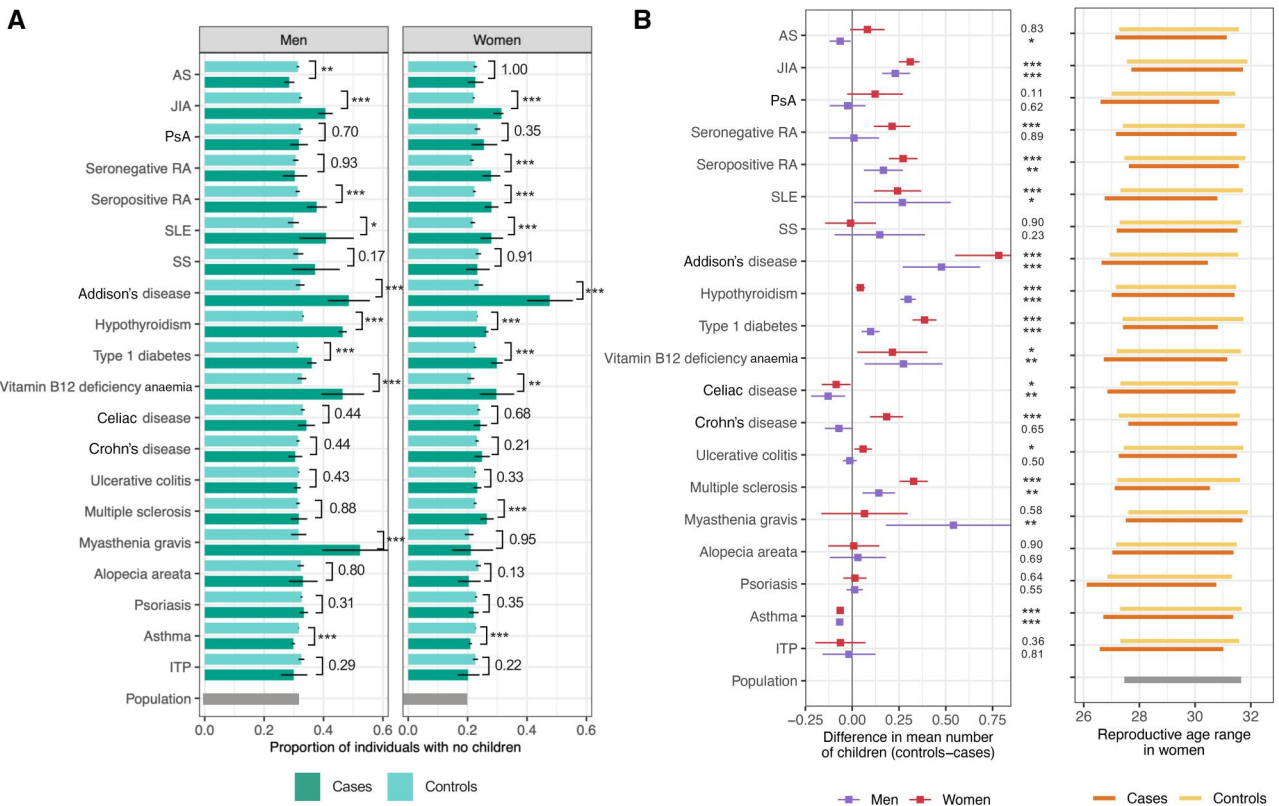 A
Men
Women
AS
**
1.00
JIA
***
***
PsA
0.70
0.35
Seronegative RA
0.93
***
Seropositive RA
***
***
SLE
*
***
SS
0.17
0.91
Addison's disease
***
***
Hypothyroidism
***
***
Type 1 diabetes
***
***
Vitamin B12 deficiency anaemia
***
**
Celiac disease
0.44
0.68
Crohn's disease
0.44
0.21
Ulcerative colitis
0.43
0.33
Multiple sclerosis
0.88
***
Myasthenia gravis
***
0.95
Alopecia areata
0.80
0.13
Psoriasis
0.31
0.35
Asthma
***
***
ITP
0.29
0.22
Population
0.0 0.2 0.4 0.6
0.0 0.2 0.4 0.6
Proportion of individuals with no children
Cases
Controls
B
AS
0.83
*
JIA
***
***
PsA
0.11
0.62
Seronegative RA
***
0.89
Seropositive RA
***
**
SLE
***
*
SS
0.90
0.23
Addison's disease
***
***
Hypothyroidism
***
***
Type 1 diabetes
***
***
Vitamin B12 deficiency anaemia
*
**
Celiac disease
*
**
Crohn's disease
***
0.65
Ulcerative colitis
*
0.50
Multiple sclerosis
***
**
Myasthenia gravis
0.58
**
Alopecia areata
0.90
0.69
Psoriasis
0.64
0.55
Asthma
***
***
ITP
0.36
0.81
Population
−0.25 0.00 0.25 0.50 0.75
Difference in mean number
of children (controls−cases)
Men
Women
26 28 30 32
Reproductive age range
in women
Cases
Controls